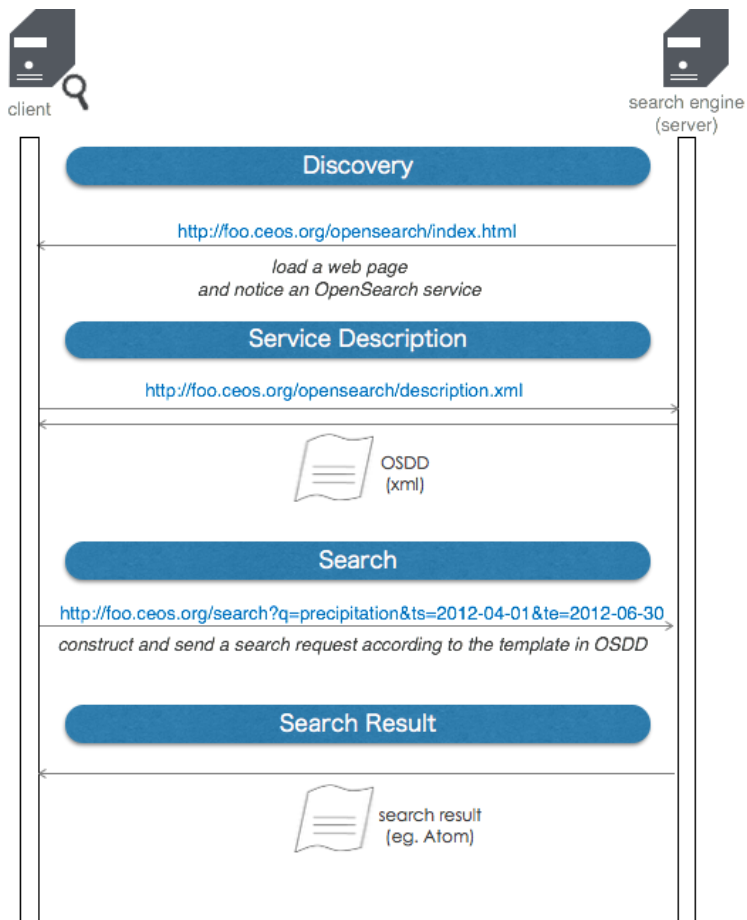 client
search engine
(server)
Discovery
http://foo.ceos.org/opensearch/index.html
load a web page
and notice an OpenSearch service
Service Description
http://foo.ceos.org/opensearch/description.xml
OSDD
(xml)
Search
http://foo.ceos.org/search?q=precipitation&ts=2012-04-01&te=2012-06-30
construct and send a search request according to the template in OSDD
Search Result
search result
(eg. Atom)